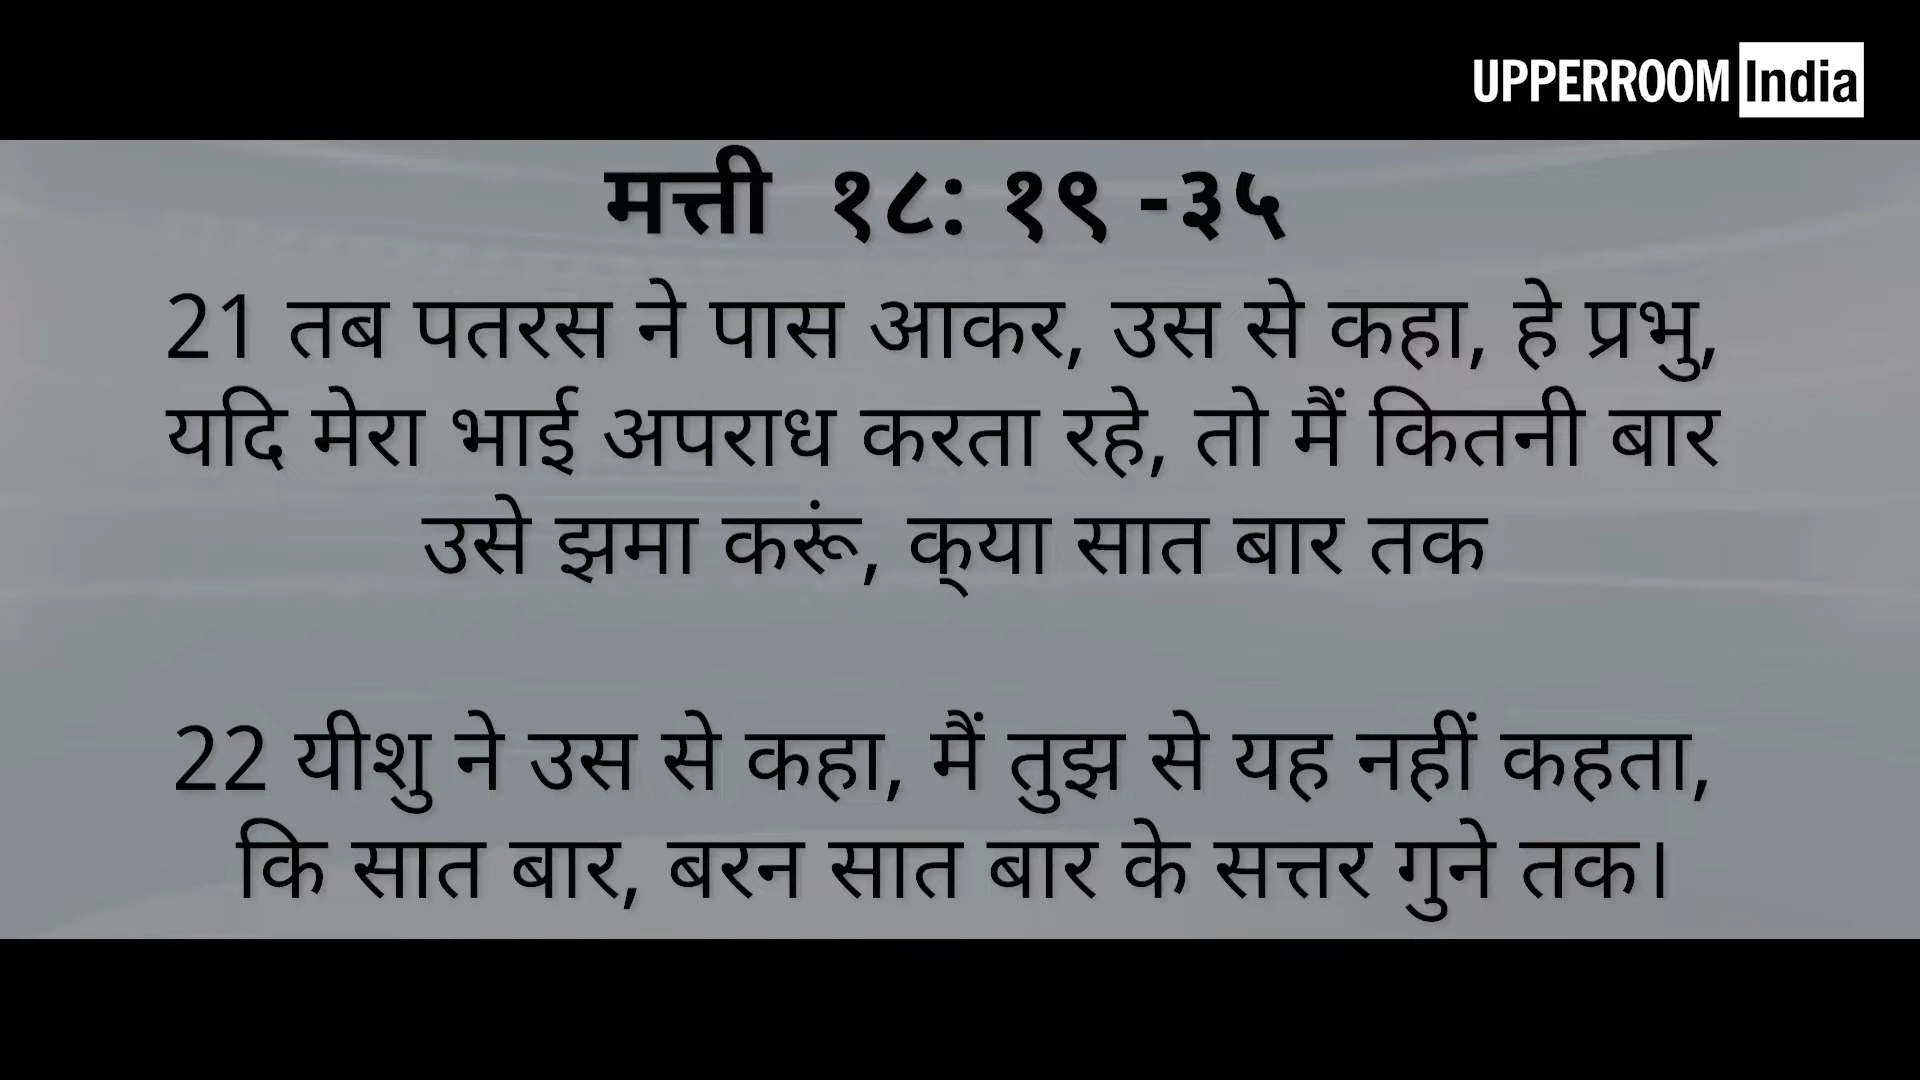 UPPERROOM India
मत्ती १८: १९ -३५
21 तब पतरस ने पास आकर, उस से कहा, हे प्रभु,
यदि मेरा भाई अपराध करता रहे, तो मैं कितनी बार
उसे झमा करूं, क्‌या सात बार तक
22 यीशु ने उस से कहा, मैं तुझ से यह नहीं कहता,
कि सात बार, बरन सात बार के सत्तर गुने तक।